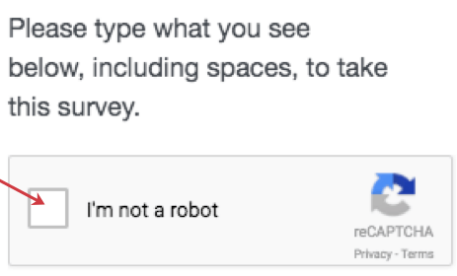 Please type what you see
below, including spaces, to take
this survey.
I'm not a robot
reCAPTCHA
Privacy - Terms